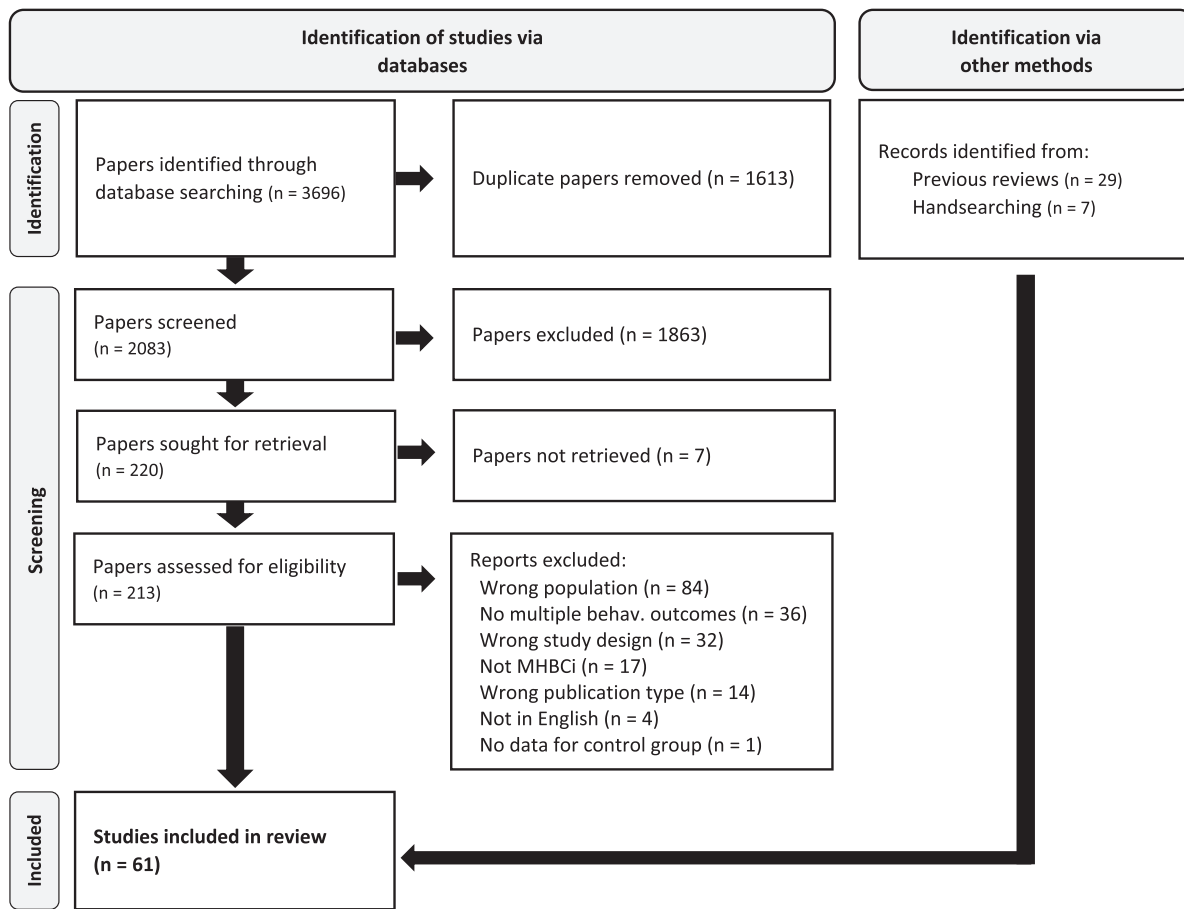 Identification of studies via
databases
Identification via
other methods
Identification
Papers identified through
database searching (n = 3696)
Duplicate papers removed (n = 1613)
Records identified from:
Previous reviews (n = 29)
Handsearching (n = 7)
Screening
Papers screened
(n = 2083)
Papers excluded (n = 1863)
Papers sought for retrieval
(n = 220)
Papers not retrieved (n = 7)
Papers assessed for eligibility
(n = 213)
Reports excluded:
Wrong population (n = 84)
No multiple behav. outcomes (n = 36)
Wrong study design (n = 32)
Not MHBCi (n = 17)
Wrong publication type (n = 14)
Not in English (n = 4)
No data for control group (n = 1)
Included
Studies included in review
(n = 61)